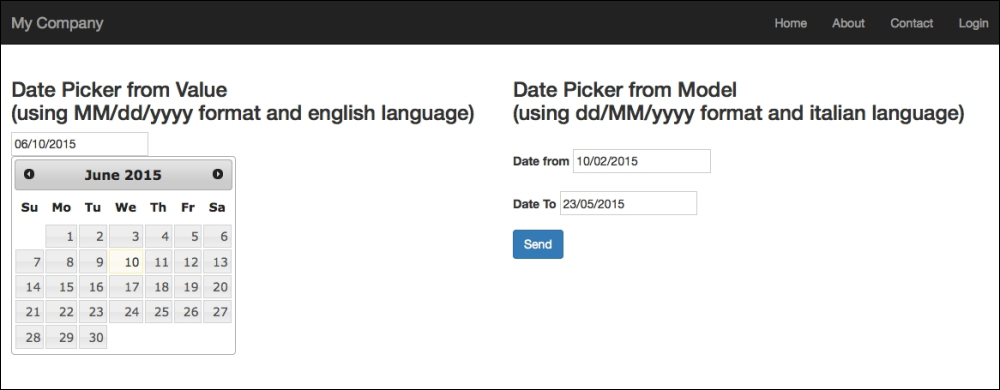 My Company Home About Contact Login
Date Picker from Value
(using MM/dd/yyyy format and english language)
06/10/2015
June 2015
Su Mo Tu We Th Fr Sa
1 2 3 4 5 6
7 8 9 10 11 12 13
14 15 16 17 18 19 20
21 22 23 24 25 26 27
28 29 30
Date Picker from Model
(using dd/MM/yyyy format and italian language)
Date from 10/02/2015
Date To 23/05/2015
Send